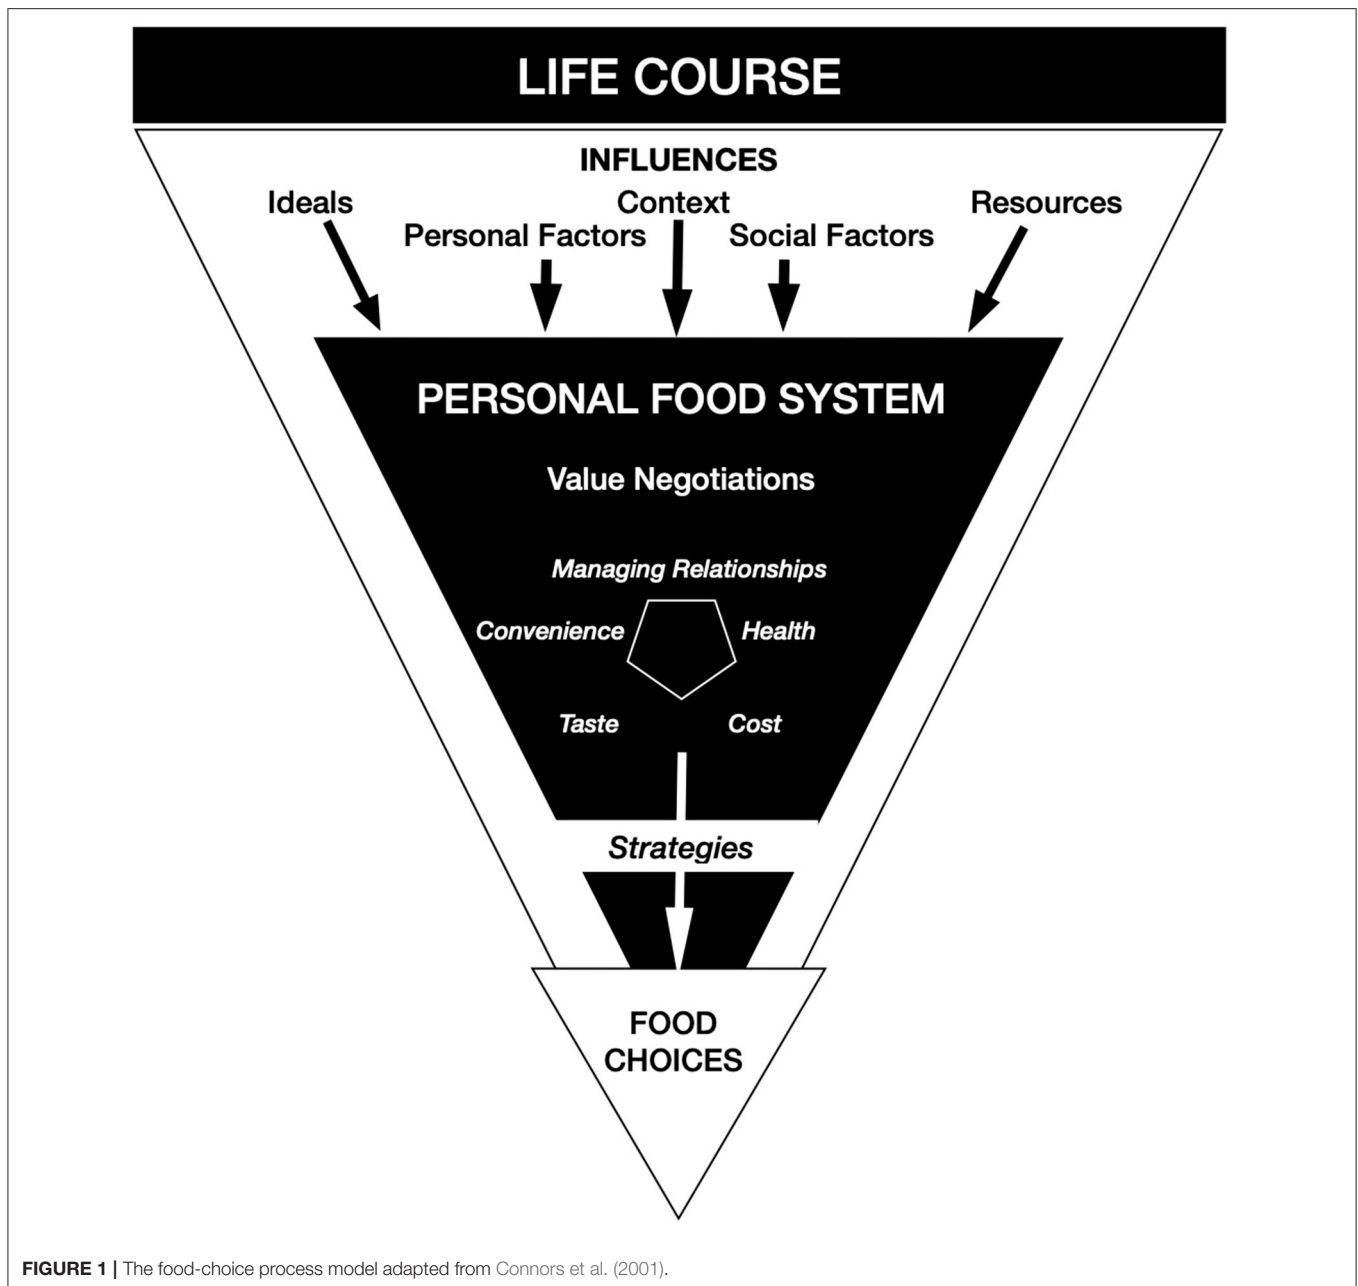 LIFE COURSE
INFLUENCES
Ideals
Context
Resources
Personal Factors
Social Factors
PERSONAL FOOD SYSTEM
Value Negotiations
Managing Relationships
Convenience
Health
Taste
Cost
Strategies
FOOD
CHOICES
FIGURE 1 | The food-choice process model adapted from Connors et al. (2001).